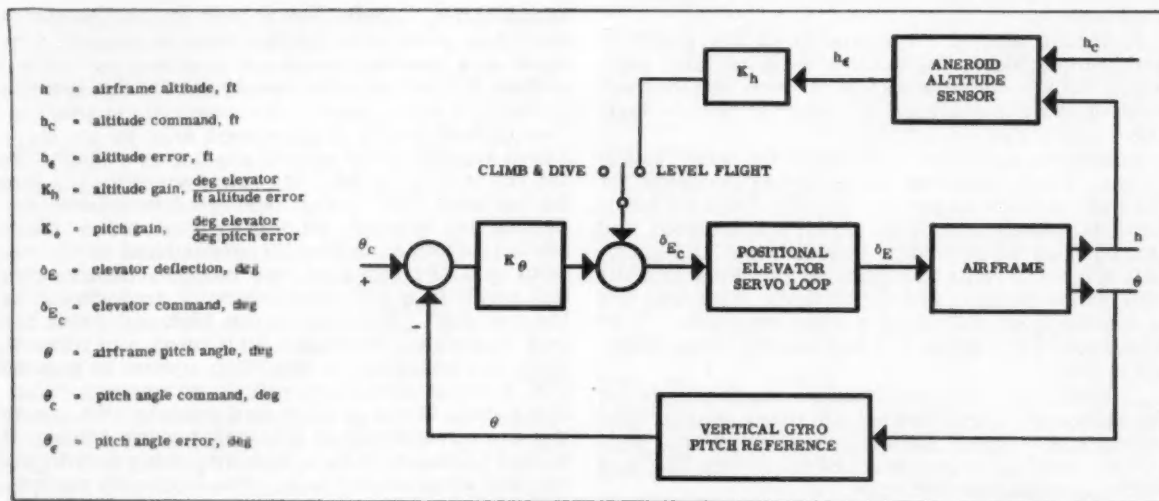 h = airframe altitude, ft
h_C = altitude command, ft
h_ϵ = altitude error, ft
K_h = altitude gain, deg elevator / ft altitude error
K_. = pitch gain, deg elevator / deg pitch error
δ_E = elevator deflection, deg
δ_E_C = elevator command, deg
θ = airframe pitch angle, deg
θ_c = pitch angle command, deg
θ_ϵ = pitch angle error, deg
K_h
h_ϵ
ANEROID
ALTITUDE
SENSOR
h_C
CLIMB & DIVE
LEVEL FLIGHT
θ_C
+
−
K_θ
δ_E_C
POSITIONAL
ELEVATOR
SERVO LOOP
δ_E
AIRFRAME
h
θ
θ
VERTICAL GYRO
PITCH REFERENCE